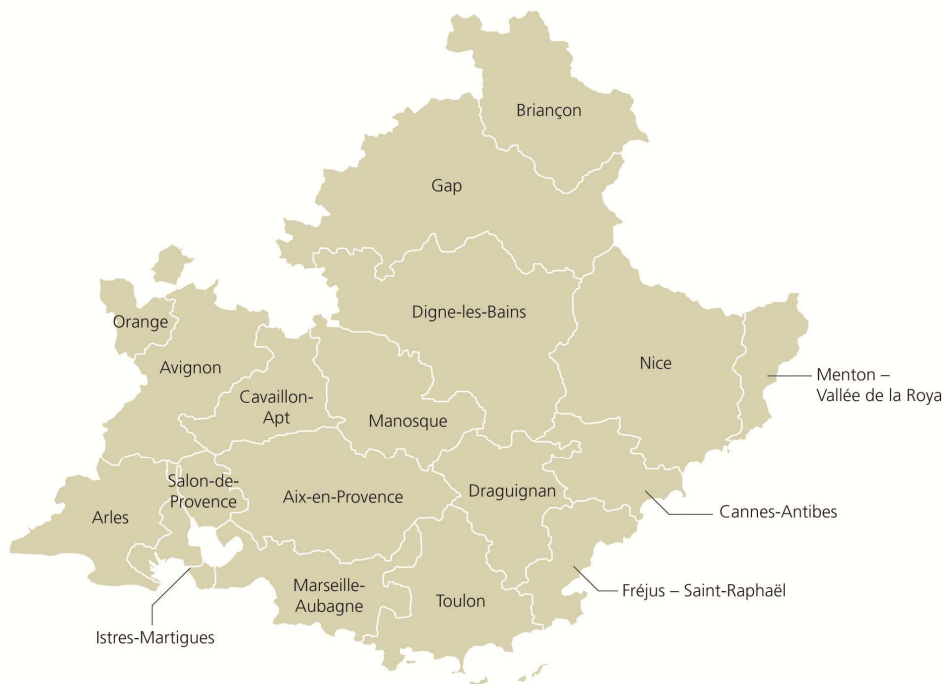 Briançon
Gap
Digne-les-Bains
Orange
Avignon
Nice
Menton –
Vallée de la Roya
Cavaillon-
Apt
Manosque
Salon-de-
Provence
Aix-en-Provence
Draguignan
Arles
Cannes-Antibes
Marseille-
Aubagne
Toulon
Fréjus – Saint-Raphaël
Istres-Martigues